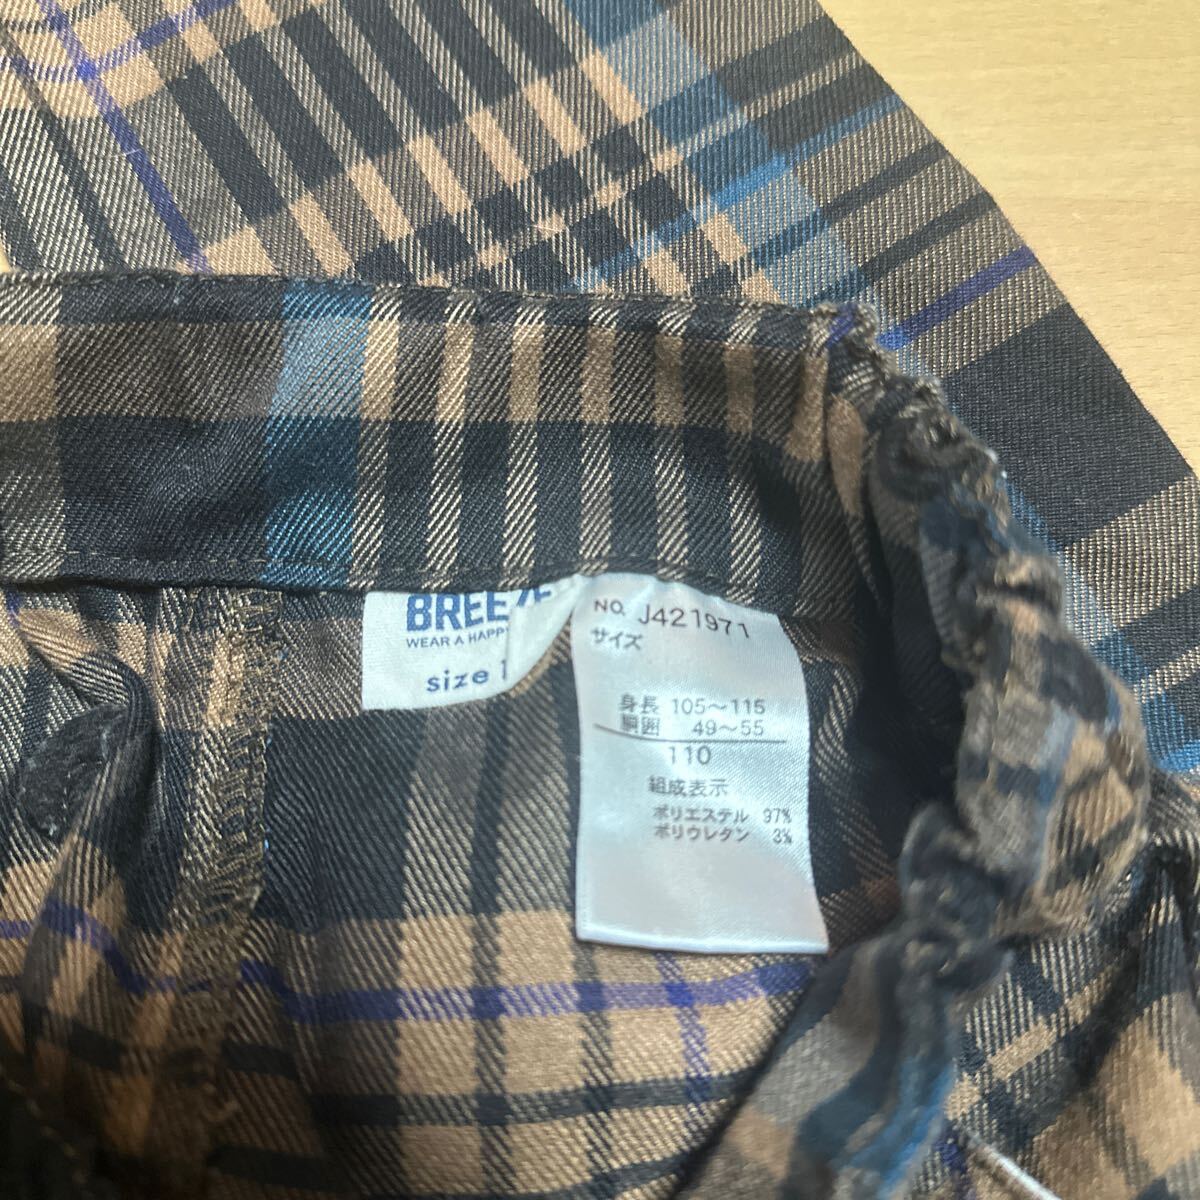 BREEZE
WEAR A HAPP
size 1
NO. J421971
サイズ
身長 105～115
胴囲 49～55
110
組成表示
ポリエステル 97%
ポリウレタン 3%